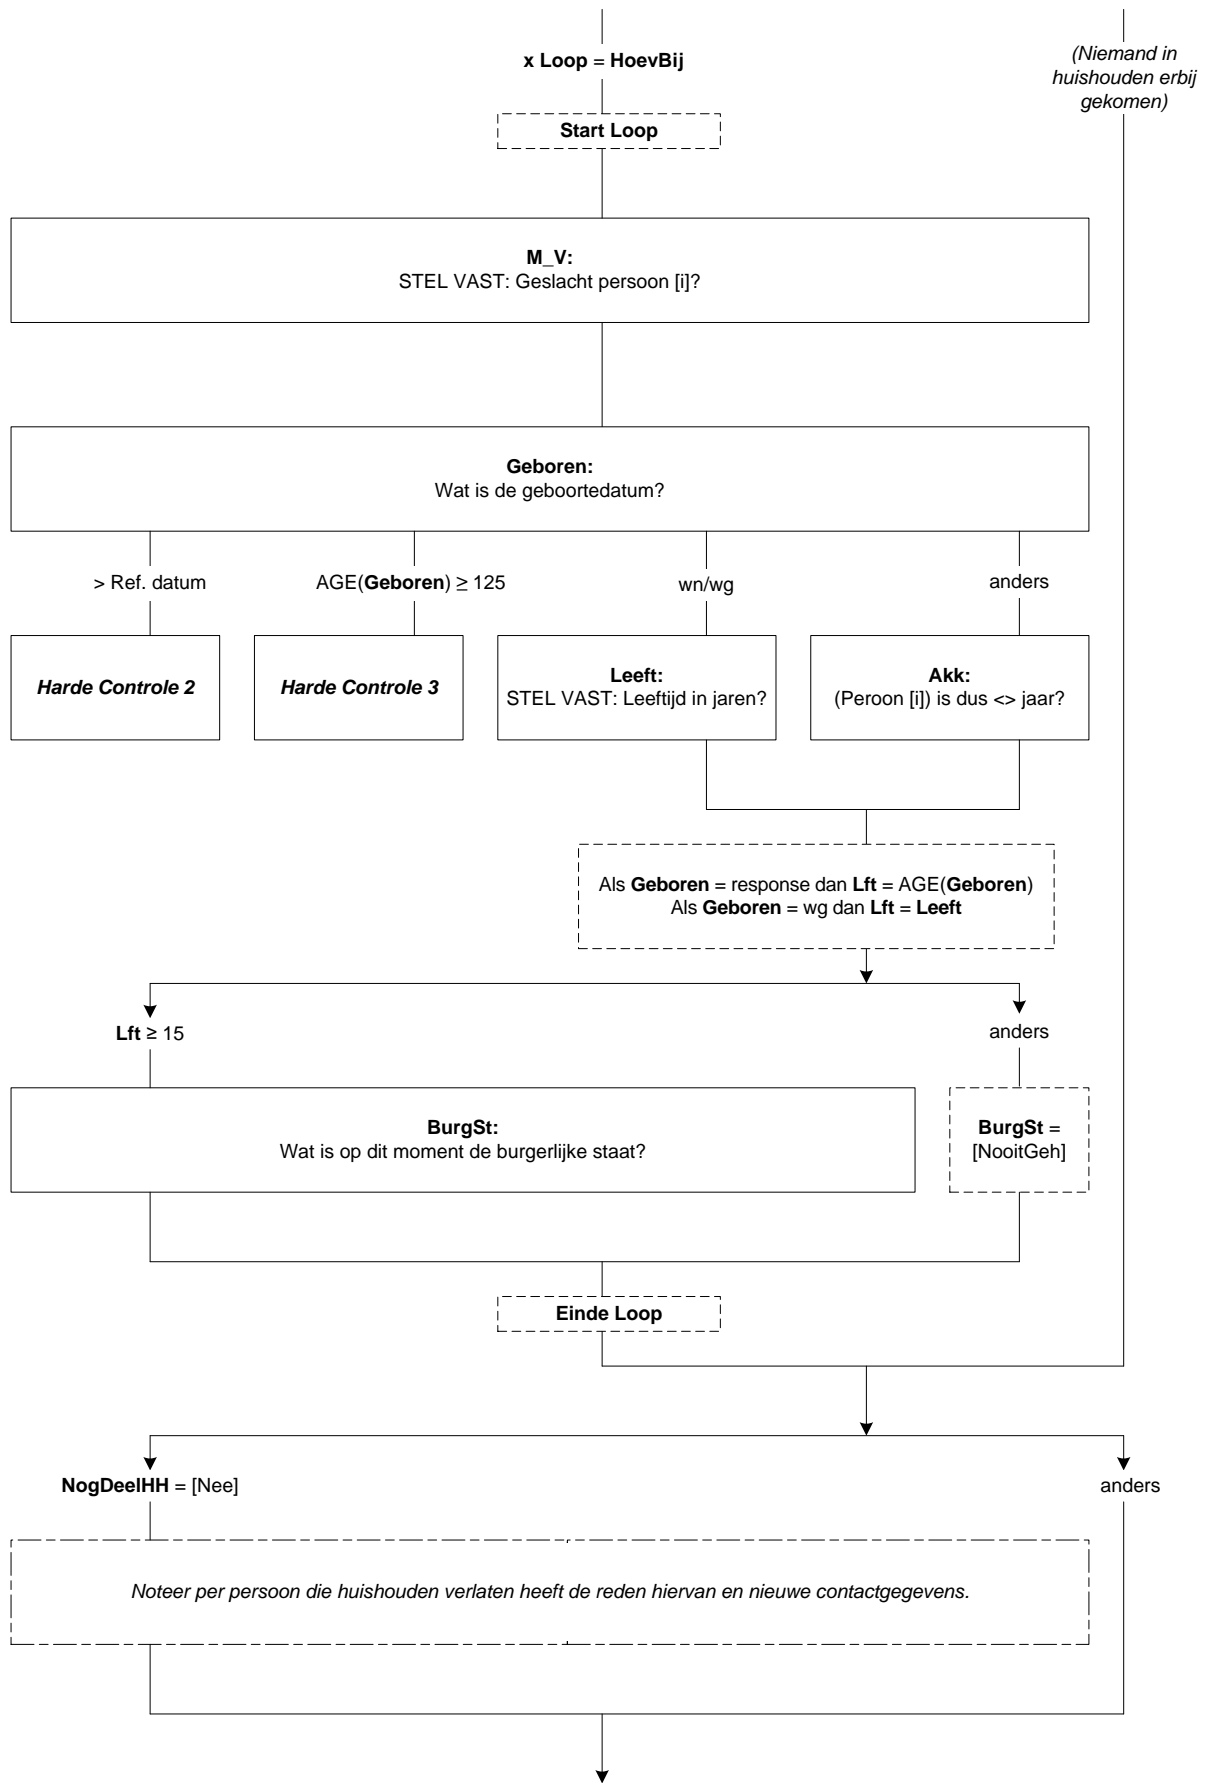 x Loop = HoevBij
(Niemand in
huishouden erbij
gekomen)
Start Loop
M_V:
STEL VAST: Geslacht persoon [i]?
Geboren:
Wat is de geboortedatum?
> Ref. datum
AGE(Geboren) ≥ 125
wn/wg
anders
Harde Controle 2
Harde Controle 3
Leeft:
STEL VAST: Leeftijd in jaren?
Akk:
(Peroon [i]) is dus <> jaar?
Als Geboren = response dan Lft = AGE(Geboren)
Als Geboren = wg dan Lft = Leeft
Lft ≥ 15
anders
BurgSt:
Wat is op dit moment de burgerlijke staat?
BurgSt =
[NooitGeh]
Einde Loop
NogDeelHH = [Nee]
anders
Noteer per persoon die huishouden verlaten heeft de reden hiervan en nieuwe contactgegevens.